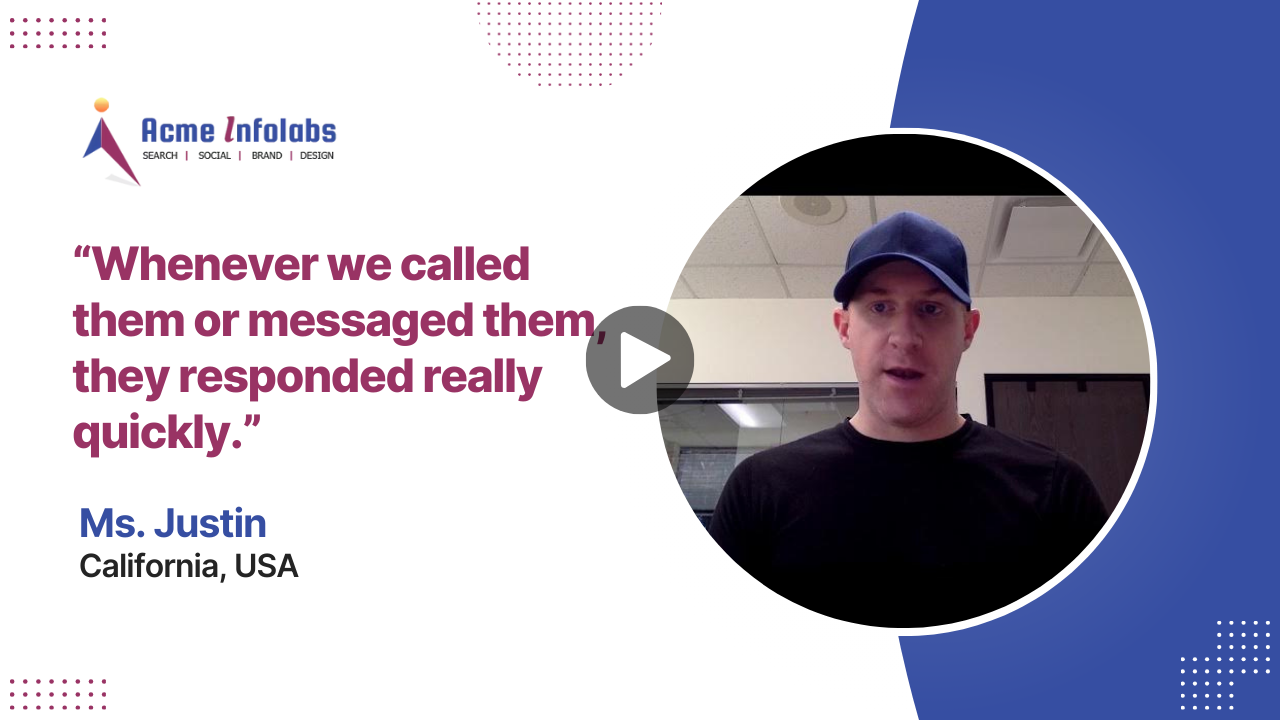 Acme Infolabs
SEARCH | SOCIAL | BRAND | DESIGN
“Whenever we called
them or messaged them,
they responded really
quickly.”
Ms. Justin
California, USA